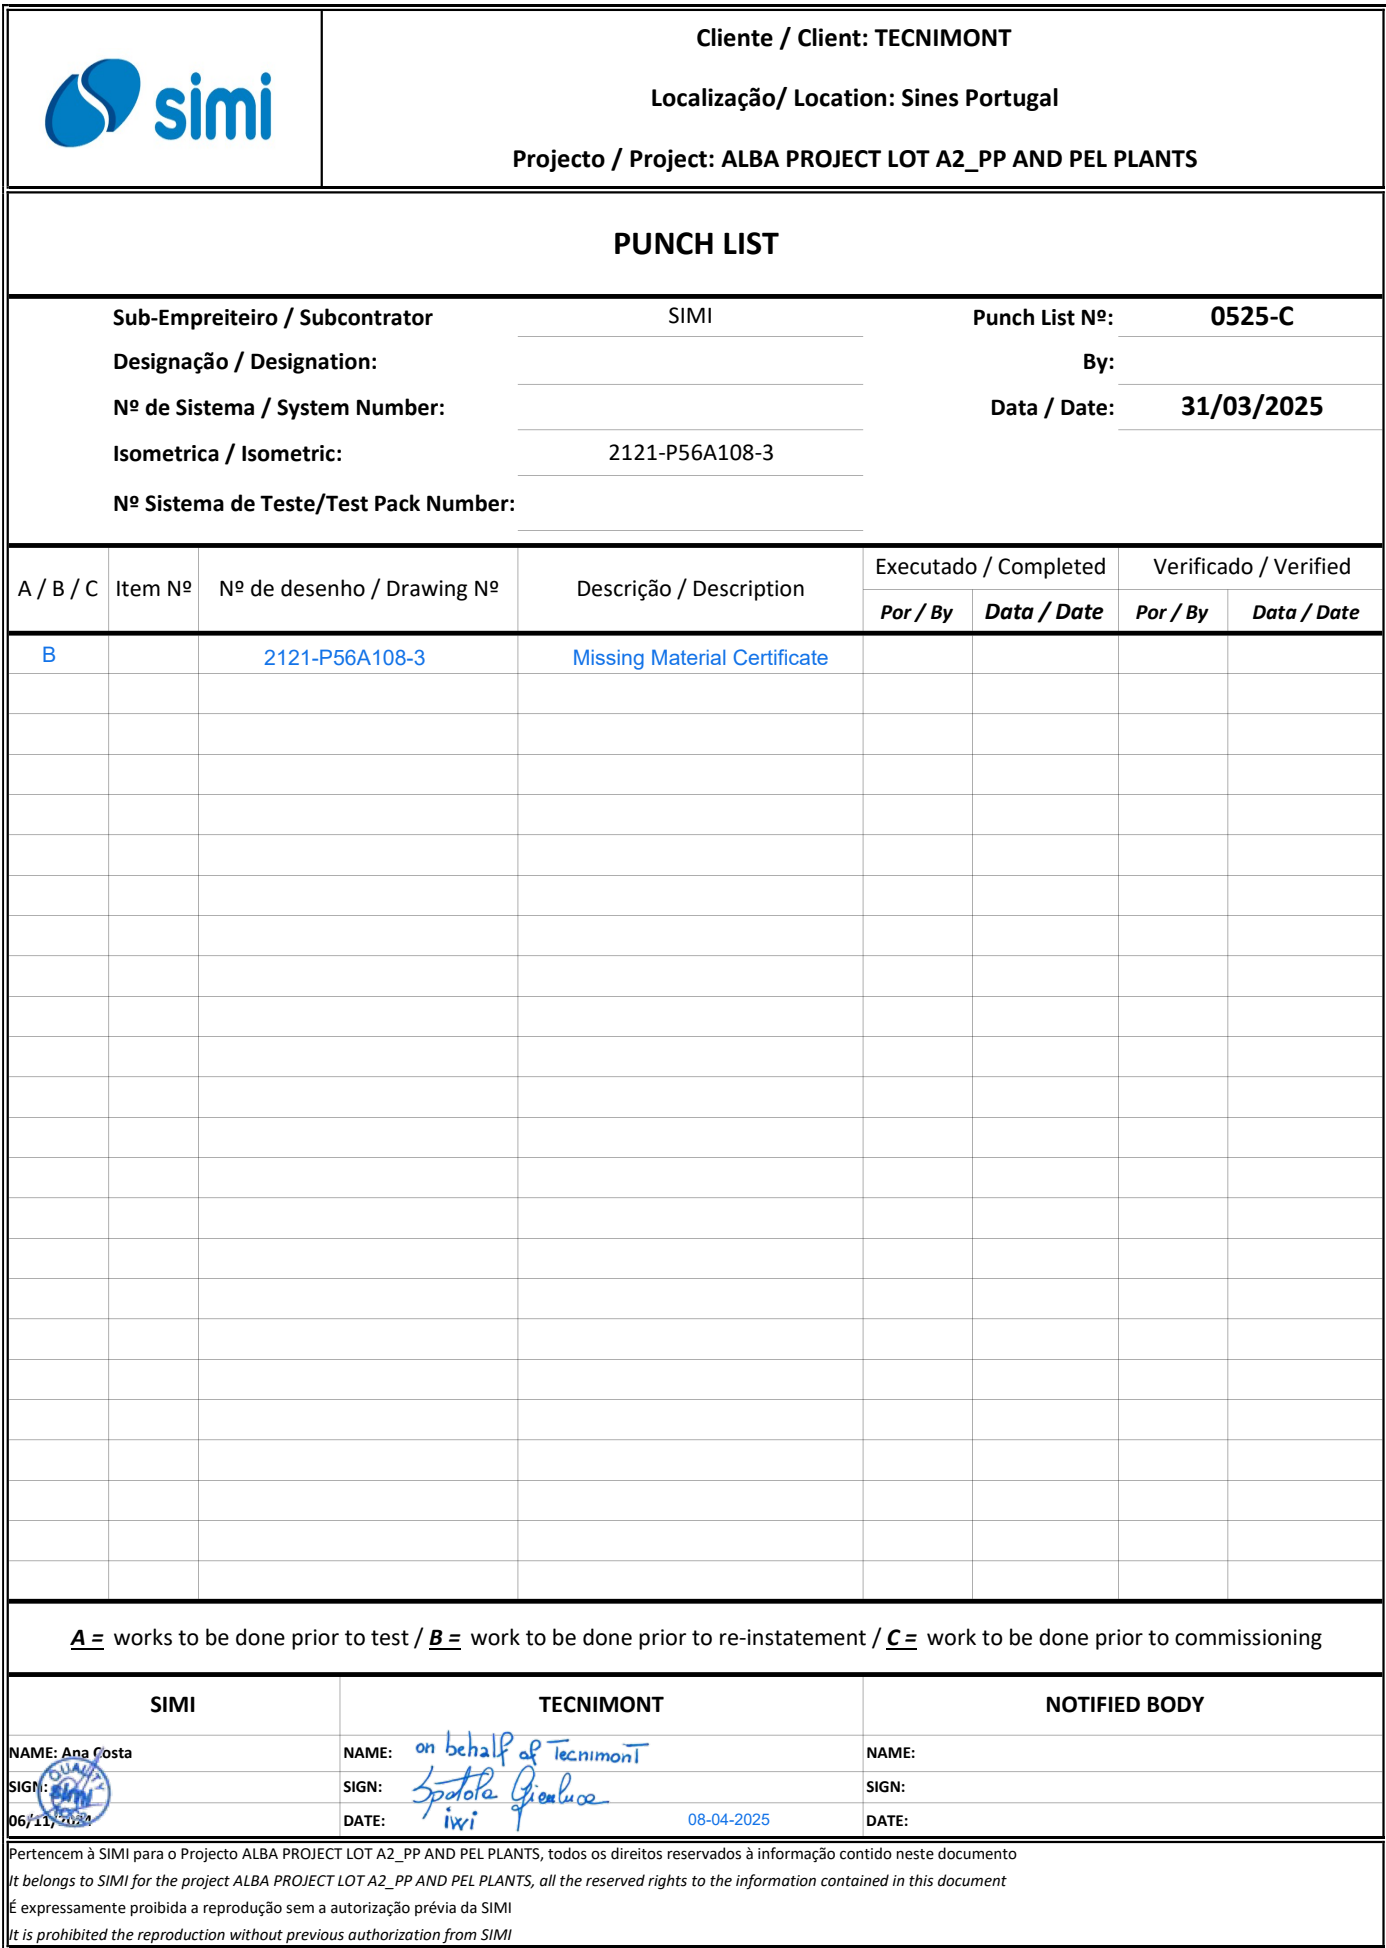 simi
Cliente / Client: TECNIMONT
Localização/ Location: Sines Portugal
Projecto / Project: ALBA PROJECT LOT A2_PP AND PEL PLANTS
PUNCH LIST
Sub-Empreiteiro / Subcontrator SIMI Punch List Nº: 0525-C
Designação / Designation: By:
Nº de Sistema / System Number: Data / Date: 31/03/2025
Isometrica / Isometric: 2121-P56A108-3
Nº Sistema de Teste/Test Pack Number:
A / B / C Item Nº Nº de desenho / Drawing Nº Descrição / Description Executado / Completed Verificado / Verified
Por / By Data / Date Por / By Data / Date
B 2121-P56A108-3 Missing Material Certificate
A = works to be done prior to test / B = work to be done prior to re-instatement / C = work to be done prior to commissioning
SIMI TECNIMONT NOTIFIED BODY
NAME: Ana Costa NAME: on behalf of Tecnimont NAME:
SIGN: QUALITY simi SIGN: Spatola Gianluca SIGN:
06/11/2024 DATE: iwi 08-04-2025 DATE:
Pertencem à SIMI para o Projecto ALBA PROJECT LOT A2_PP AND PEL PLANTS, todos os direitos reservados à informação contido neste documento
It belongs to SIMI for the project ALBA PROJECT LOT A2_PP AND PEL PLANTS, all the reserved rights to the information contained in this document
É expressamente proibida a reprodução sem a autorização prévia da SIMI
It is prohibited the reproduction without previous authorization from SIMI